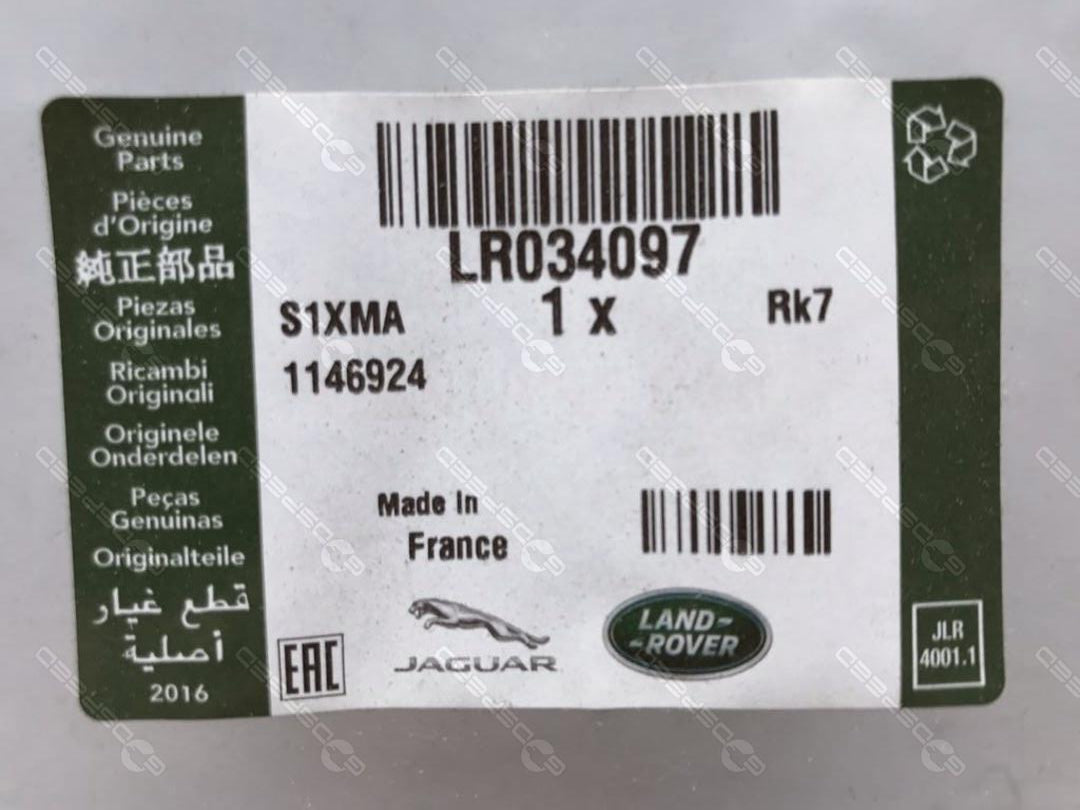 Genuine
Parts
Pièces
d'Origine
純正部品
Piezas
Originales
Ricambi
Originali
Originele
Onderdelen
Peças
Genuinas
Originalteile
قطع غيار
أصلية
2016
LR034097
S1XMA
1 x
Rk7
1146924
Made in
France
EAC
JAGUAR
LAND-
-ROVER
JLR
4001.1